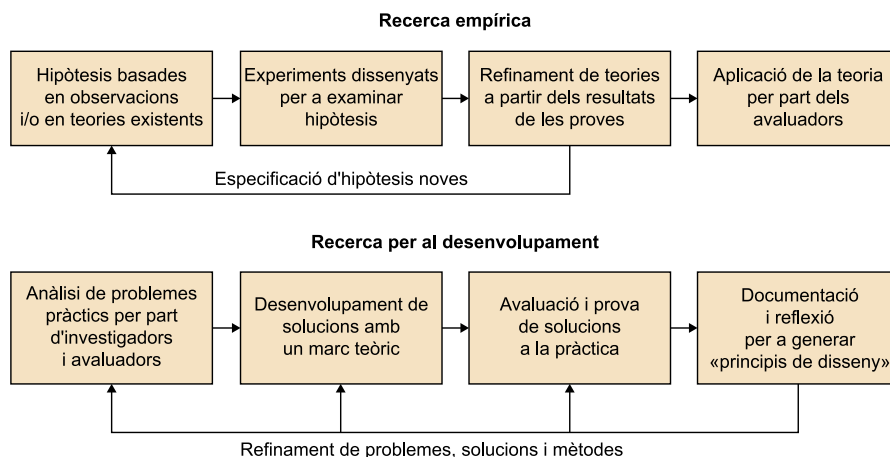 Recerca empírica
Hipòtesis basades
en observacions
i/o en teories existents
Experiments dissenyats
per a examinar
hipòtesis
Refinament de teories
a partir dels resultats
de les proves
Aplicació de la teoria
per part dels
avaluadors
Especificació d'hipòtesis noves
Recerca per al desenvolupament
Anàlisi de problemes
pràctics per part
d'investigadors
i avaluadors
Desenvolupament de
solucions amb
un marc teòric
Avaluació i prova
de solucions
a la pràctica
Documentació
i reflexió
per a generar
«principis de disseny»
Refinament de problemes, solucions i mètodes